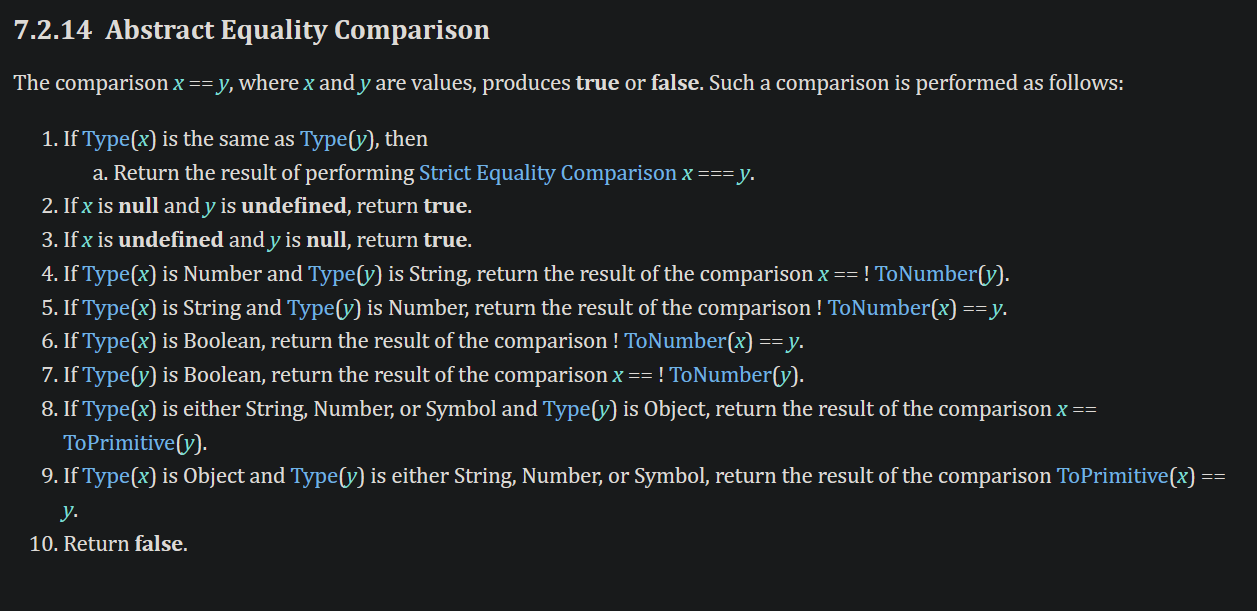 7.2.14 Abstract Equality Comparison
The comparison x == y, where x and y are values, produces true or false. Such a comparison is performed as follows:
1. If Type(x) is the same as Type(y), then
a. Return the result of performing Strict Equality Comparison x === y.
2. If x is null and y is undefined, return true.
3. If x is undefined and y is null, return true.
4. If Type(x) is Number and Type(y) is String, return the result of the comparison x == ! ToNumber(y).
5. If Type(x) is String and Type(y) is Number, return the result of the comparison ! ToNumber(x) == y.
6. If Type(x) is Boolean, return the result of the comparison ! ToNumber(x) == y.
7. If Type(y) is Boolean, return the result of the comparison x == ! ToNumber(y).
8. If Type(x) is either String, Number, or Symbol and Type(y) is Object, return the result of the comparison x ==
ToPrimitive(y).
9. If Type(x) is Object and Type(y) is either String, Number, or Symbol, return the result of the comparison ToPrimitive(x) ==
y.
10. Return false.